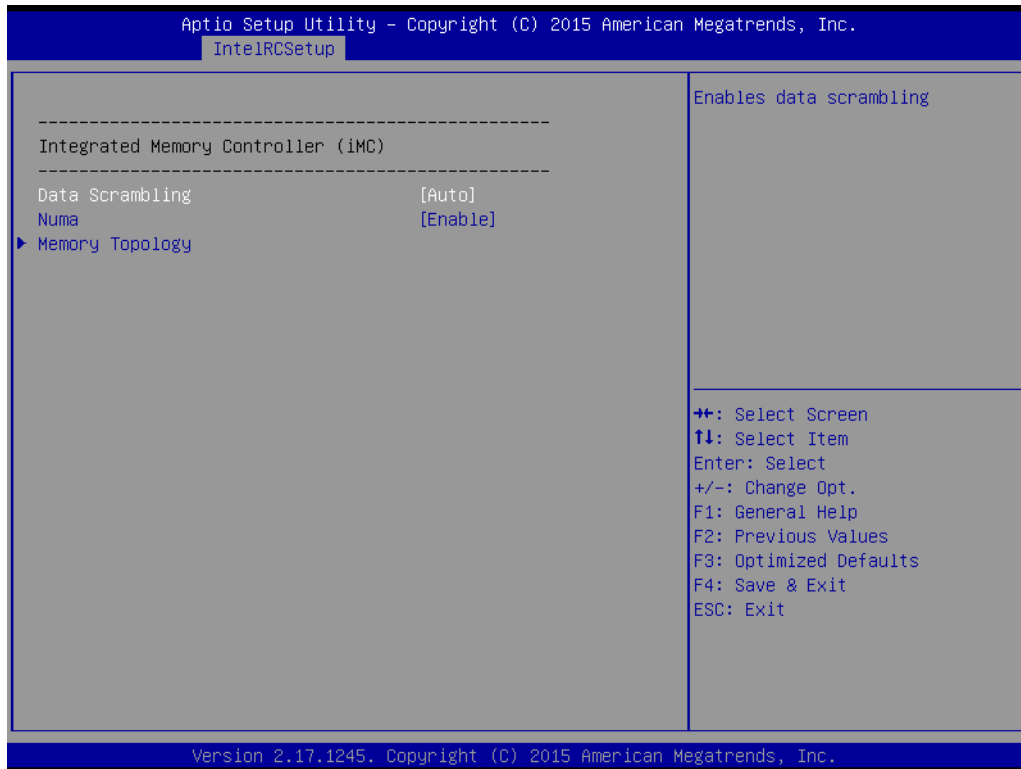 Aptio Setup Utility – Copyright (C) 2015 American Megatrends, Inc.
IntelRCSetup
--------------------------------------------------
Integrated Memory Controller (iMC)
--------------------------------------------------
Data Scrambling [Auto]
Numa [Enable]
Memory Topology
Enables data scrambling
→←: Select Screen
↑↓: Select Item
Enter: Select
+/-: Change Opt.
F1: General Help
F2: Previous Values
F3: Optimized Defaults
F4: Save & Exit
ESC: Exit
Version 2.17.1245. Copyright (C) 2015 American Megatrends, Inc.